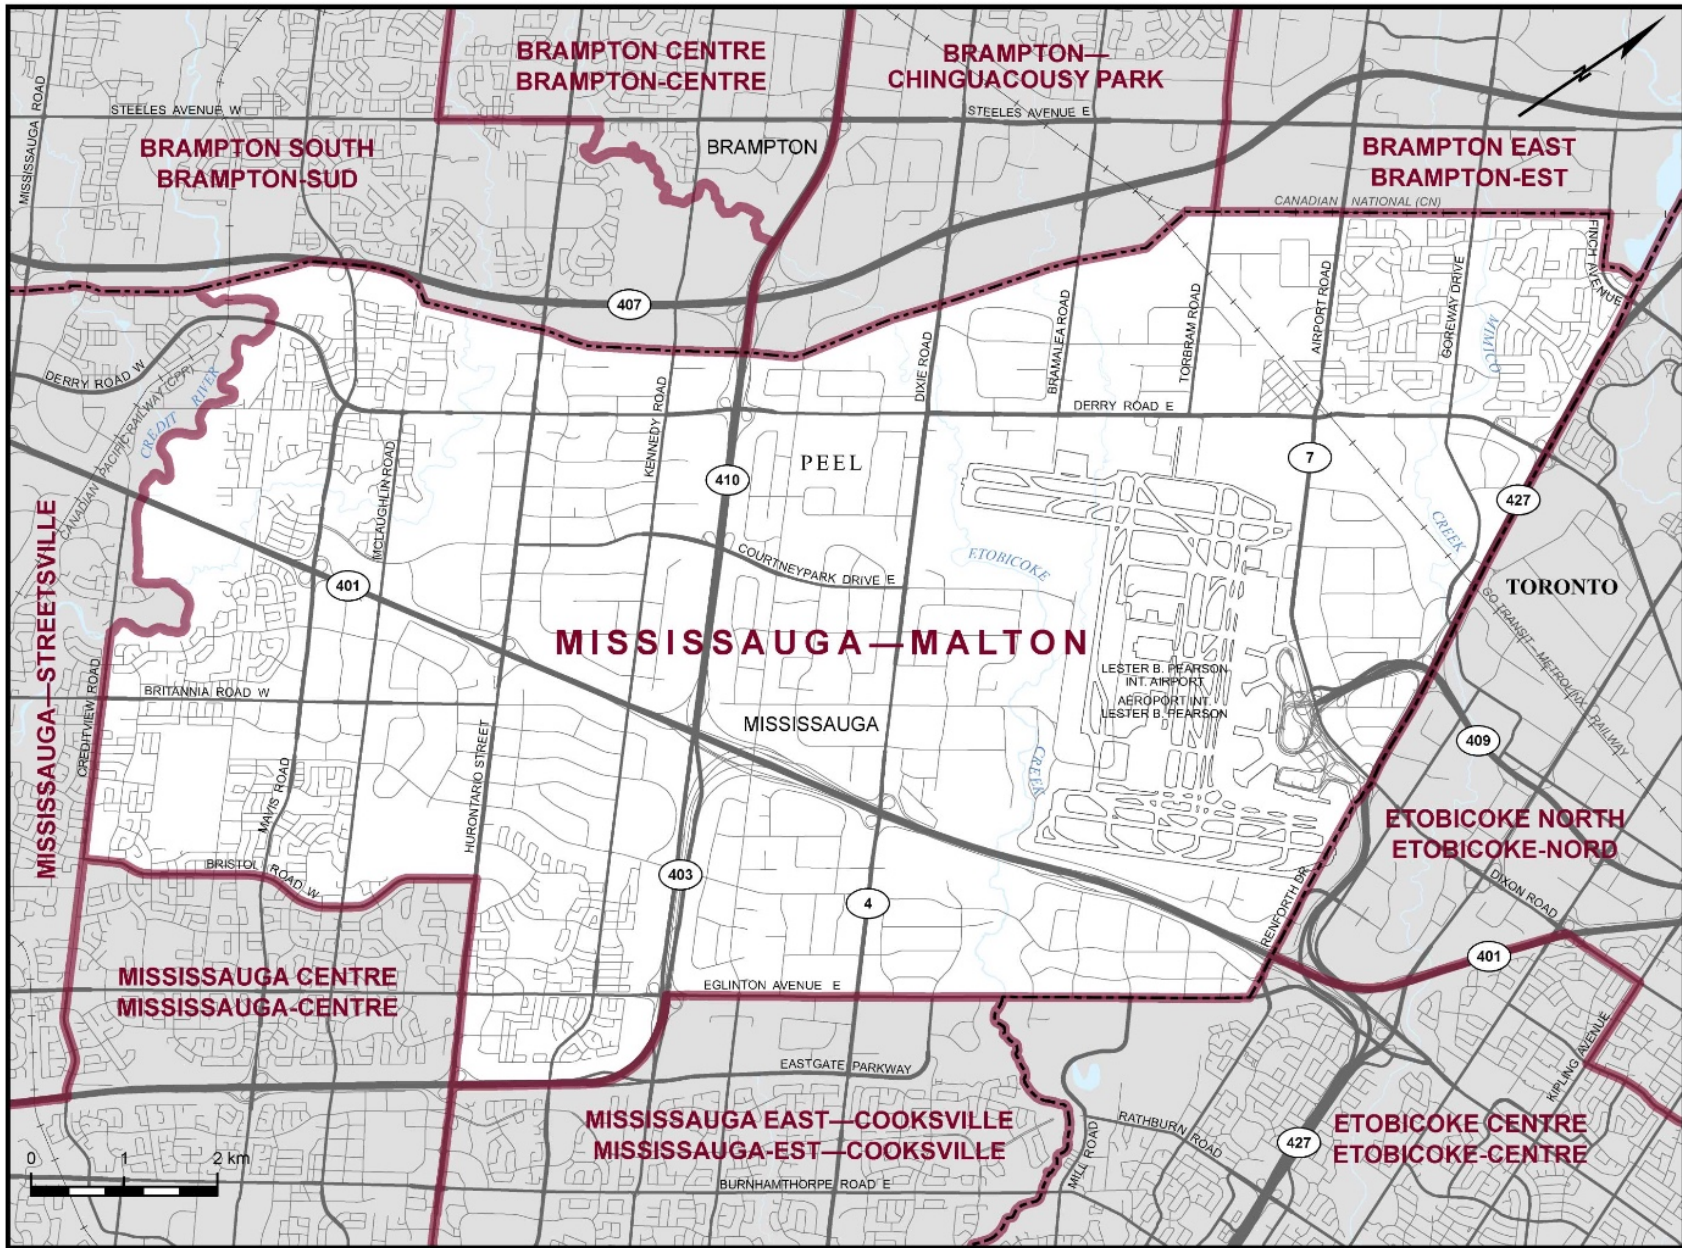 BRAMPTON CENTRE
BRAMPTON-CENTRE
BRAMPTON—
CHINGUACOUSY PARK
N
MISSISSAUGA ROAD
STEELES AVENUE W
STEELES AVENUE E
BRAMPTON SOUTH
BRAMPTON-SUD
BRAMPTON
BRAMPTON EAST
BRAMPTON-EST
CANADIAN NATIONAL (CN)
FINCH AVENUE
407
AIRPORT ROAD
GOREWAY DRIVE
BRAMALEA ROAD
TORBRAM ROAD
MIMICO
CREEK
DIXIE ROAD
DERRY ROAD W
CANADIAN PACIFIC RAILWAY (CPR)
CREDIT RIVER
KENNEDY ROAD
DERRY ROAD E
MCLAUGHLIN ROAD
PEEL
410
7
427
COURTNEYPARK DRIVE E
ETOBICOKE
CREEK
401
TORONTO
GO TRANSIT – METROLINX RAILWAY
MISSISSAUGA—STREETSVILLE
MISSISSAUGA—MALTON
LESTER B. PEARSON
INT. AIRPORT
AÉROPORT INT.
LESTER B. PEARSON
CREDITVIEW ROAD
BRITANNIA ROAD W
MISSISSAUGA
HURONTARIO STREET
409
MAVIS ROAD
ETOBICOKE NORTH
ETOBICOKE-NORD
BRISTOL ROAD W
403
4
RENFORTH DR
DIXON ROAD
401
MISSISSAUGA CENTRE
MISSISSAUGA-CENTRE
EGLINTON AVENUE E
EASTGATE PARKWAY
KIPLING AVENUE
MISSISSAUGA EAST—COOKSVILLE
MISSISSAUGA-EST—COOKSVILLE
RATHBURN ROAD
MILL ROAD
427
ETOBICOKE CENTRE
ETOBICOKE-CENTRE
0 1 2 km
BURNHAMTHORPE ROAD E